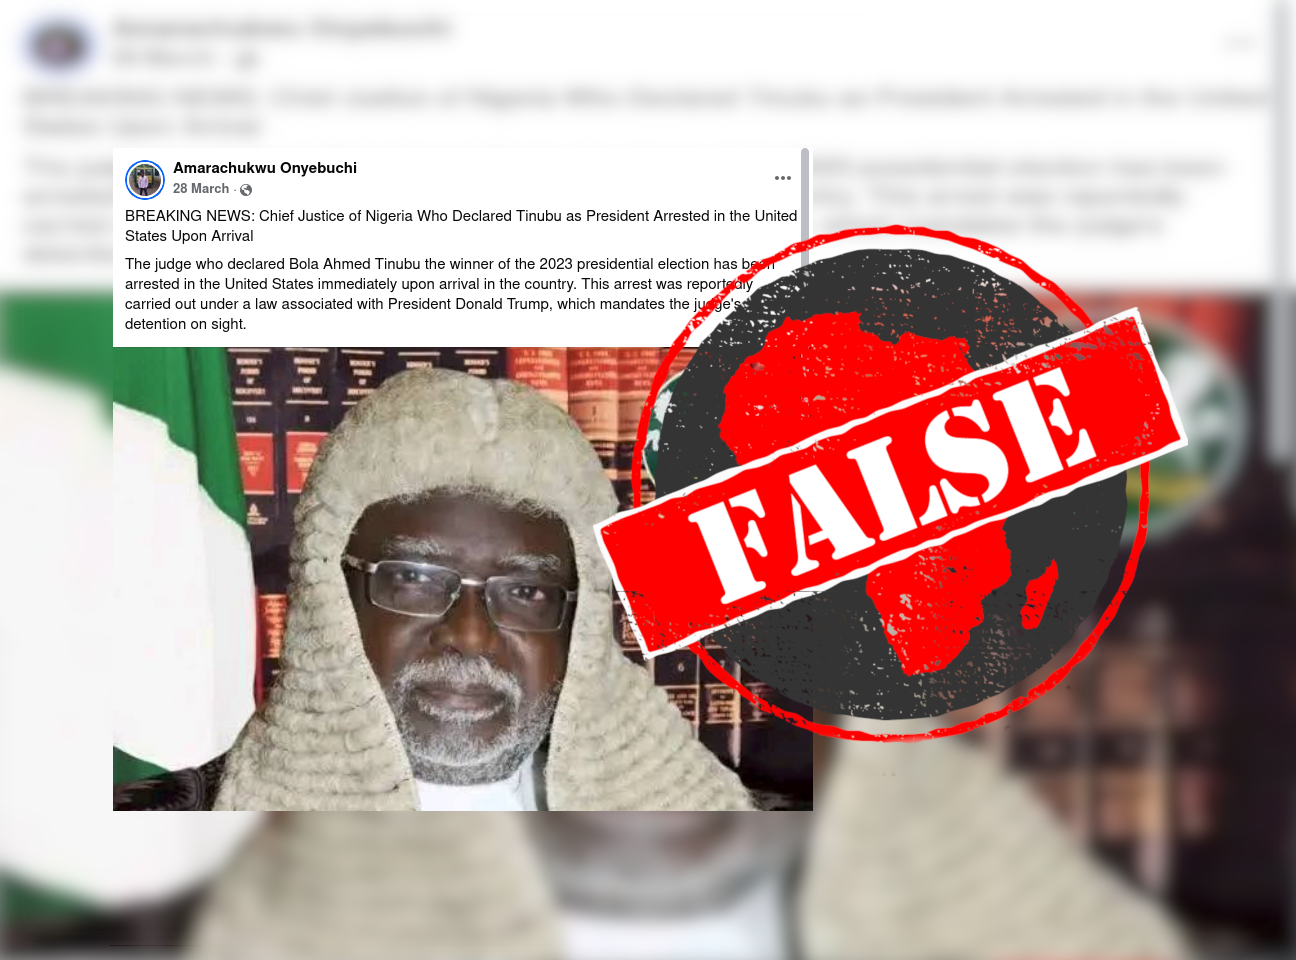 Amarachukwu Onyebuchi
28 March ·
BREAKING NEWS: Chief Justice of Nigeria Who Declared Tinubu as President Arrested in the United
States Upon Arrival
The judge who declared Bola Ahmed Tinubu the winner of the 2023 presidential election has been
arrested in the United States immediately upon arrival in the country. This arrest was reportedly
carried out under a law associated with President Donald Trump, which mandates the judge's
detention on sight.
FALSE